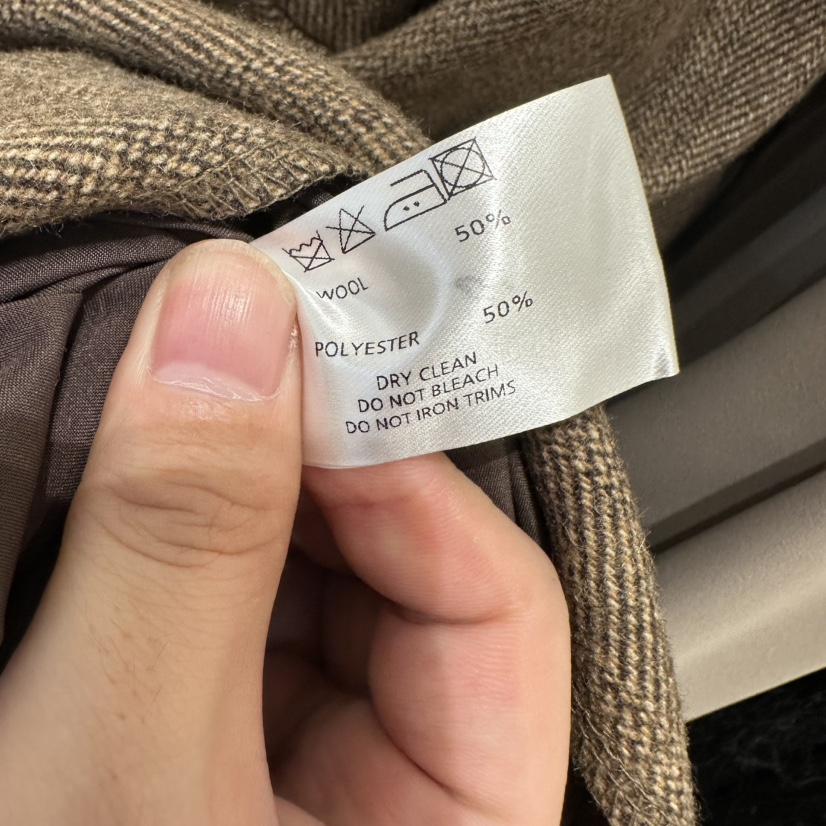 WOOL 50%
POLYESTER 50%
DRY CLEAN
DO NOT BLEACH
DO NOT IRON TRIMS